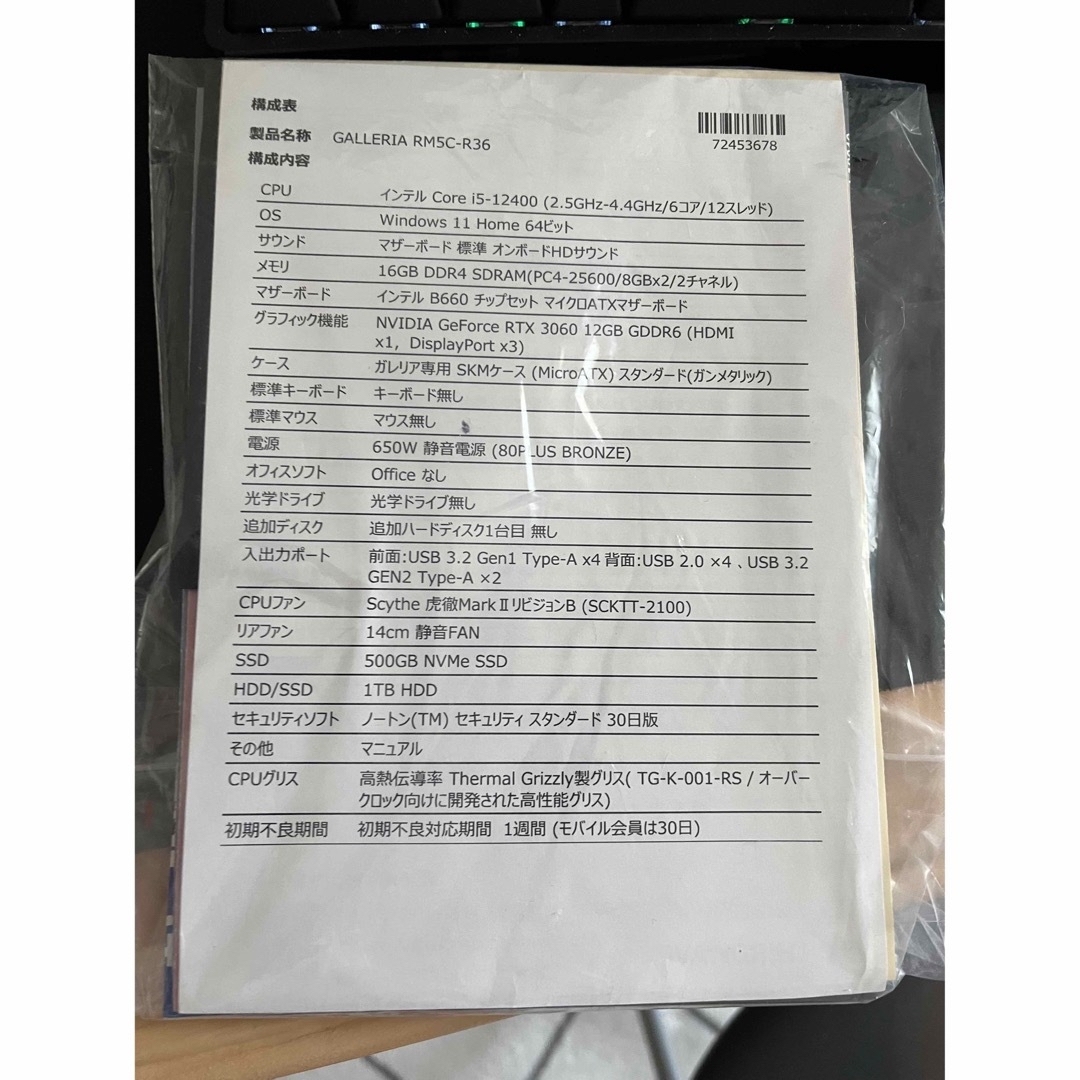 構成表
製品名称 GALLERIA RM5C-R36
72453678
構成内容
CPU インテル Core i5-12400 (2.5GHz-4.4GHz/6コア/12スレッド)
OS Windows 11 Home 64ビット
サウンド マザーボード 標準 オンボードHDサウンド
メモリ 16GB DDR4 SDRAM(PC4-25600/8GBx2/2チャネル)
マザーボード インテル B660 チップセット マイクロATXマザーボード
グラフィック機能 NVIDIA GeForce RTX 3060 12GB GDDR6 (HDMI
x1, DisplayPort x3)
ケース ガレリア専用 SKMケース (MicroATX) スタンダード(ガンメタリック)
標準キーボード キーボード無し
標準マウス マウス無し
電源 650W 静音電源 (80PLUS BRONZE)
オフィスソフト Office なし
光学ドライブ 光学ドライブ無し
追加ディスク 追加ハードディスク1台目 無し
入出力ポート 前面:USB 3.2 Gen1 Type-A x4 背面:USB 2.0 ×4 、USB 3.2
GEN2 Type-A ×2
CPUファン Scythe 虎徹MarkⅡリビジョンB (SCKTT-2100)
リアファン 14cm 静音FAN
SSD 500GB NVMe SSD
HDD/SSD 1TB HDD
セキュリティソフト ノートン(TM) セキュリティ スタンダード 30日版
その他 マニュアル
CPUグリス 高熱伝導率 Thermal Grizzly製グリス( TG-K-001-RS / オーバー
クロック向けに開発された高性能グリス)
初期不良期間 初期不良対応期間 1週間 (モバイル会員は30日)